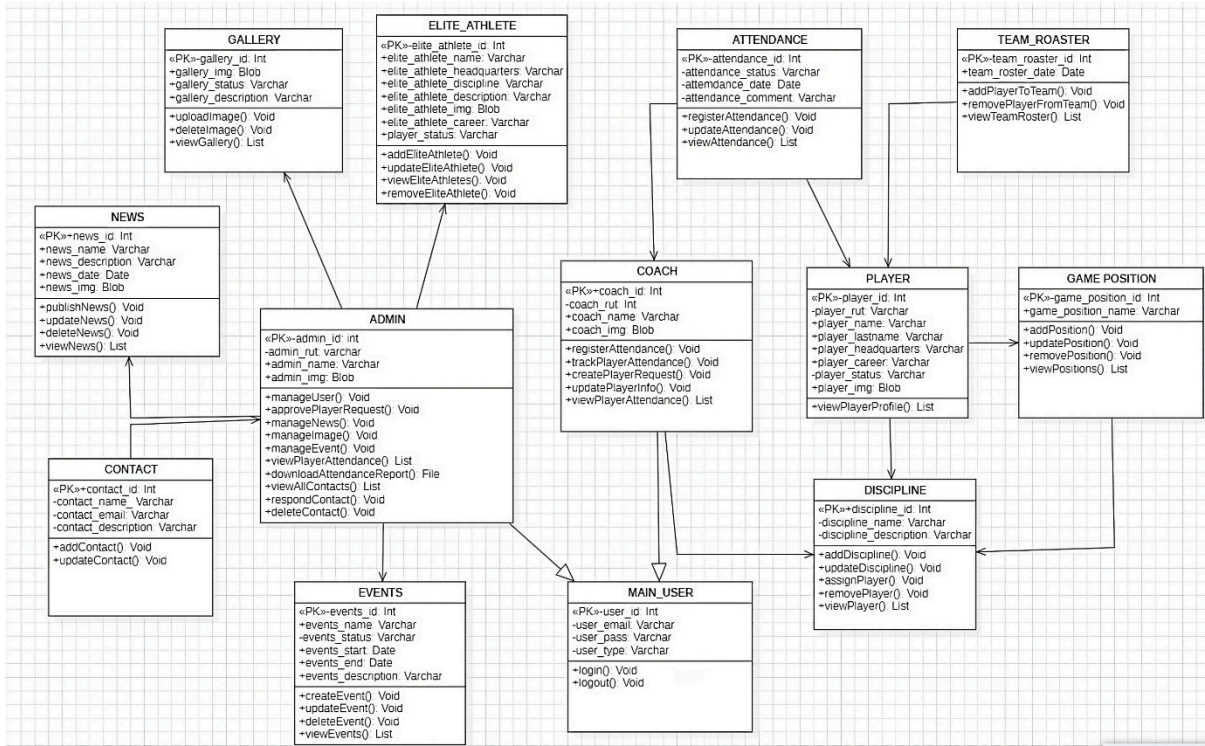 GALLERY
«PK»-gallery_id: Int
+gallery_img: Blob
+gallery_status: Varchar
+gallery_description: Varchar
+uploadImage(): Void
+deleteImage(): Void
+viewGallery(): List
ELITE_ATHLETE
«PK»-elite_athlete_id: Int
+elite_athlete_name: Varchar
+elite_athlete_headquarters: Varchar
+elite_athlete_discipline: Varchar
+elite_athlete_description: Varchar
+elite_athlete_img: Blob
+elite_athlete_career: Varchar
+player_status: Varchar
+addEliteAthlete(): Void
+updateEliteAthlete(): Void
+viewEliteAthletes(): Void
+removeEliteAthlete(): Void
ATTENDANCE
«PK»-attendance_id: Int
-attendance_status: Varchar
-attemdance_date: Date
-attendance_comment: Varchar
+registerAttendance(): Void
+updateAttendance(): Void
+viewAttendance(): List
TEAM_ROASTER
«PK»-team_roaster_id: Int
+team_roster_date: Date
+addPlayerToTeam(): Void
+removePlayerFromTeam(): Void
+viewTeamRoster(): List
NEWS
«PK»+news_id: Int
+news_name: Varchar
+news_description: Varchar
+news_date: Date
+news_img: Blob
+publishNews(): Void
+updateNews(): Void
+deleteNews(): Void
+viewNews(): List
ADMIN
«PK»-admin_id: int
-admin_rut: varchar
-admin_name: Varchar
+admin_img: Blob
+manageUser(): Void
+approvePlayerRequest(): Void
+manageNews(): Void
+manageImage(): Void
+manageEvent(): Void
+viewPlayerAttendance(): List
+downloadAttendanceReport(): File
+viewAllContacts(): List
+respondContact(): Void
+deleteContact(): Void
COACH
«PK»+coach_id: Int
-coach_rut: Int
+coach_name: Varchar
+coach_img: Blob
+registerAttendance(): Void
+trackPlayerAttendance(): Void
+createPlayerRequest(): Void
+updatePlayerInfo(): Void
+viewPlayerAttendance(): List
PLAYER
«PK»-player_id: Int
-player_rut: Varchar
+player_name: Varchar
+player_lastname: Varchar
+player_headquarters: Varchar
+player_career: Varchar
-player_status: Varchar
+player_img: Blob
+viewPlayerProfile(): List
GAME POSITION
«PK»-game_position_id: Int
+game_position_name: Varchar
+addPosition(): Void
+updatePosition(): Void
+removePosition(): Void
+viewPositions(): List
CONTACT
«PK»+contact_id: Int
-contact_name_ Varchar
-contact_email: Varchar
-contact_description: Varchar
+addContact(): Void
+updateContact(): Void
DISCIPLINE
«PK»+discipline_id: Int
-discipline_name: Varchar
-discipline_description: Varchar
+addDiscipline(): Void
+updateDiscipline(): Void
+assignPlayer(): Void
+removePlayer(): Void
+viewPlayer(): List
EVENTS
«PK»-events_id: Int
+events_name: Varchar
-events_status: Varchar
+events_start: Date
+events_end: Date
+events_description: Varchar
+createEvent(): Void
+updateEvent(): Void
+deleteEvent(): Void
+viewEvents(): List
MAIN_USER
«PK»-user_id: Int
-user_email: Varchar
-user_pass: Varchar
-user_type: Varchar
+login(): Void
+logout(): Void